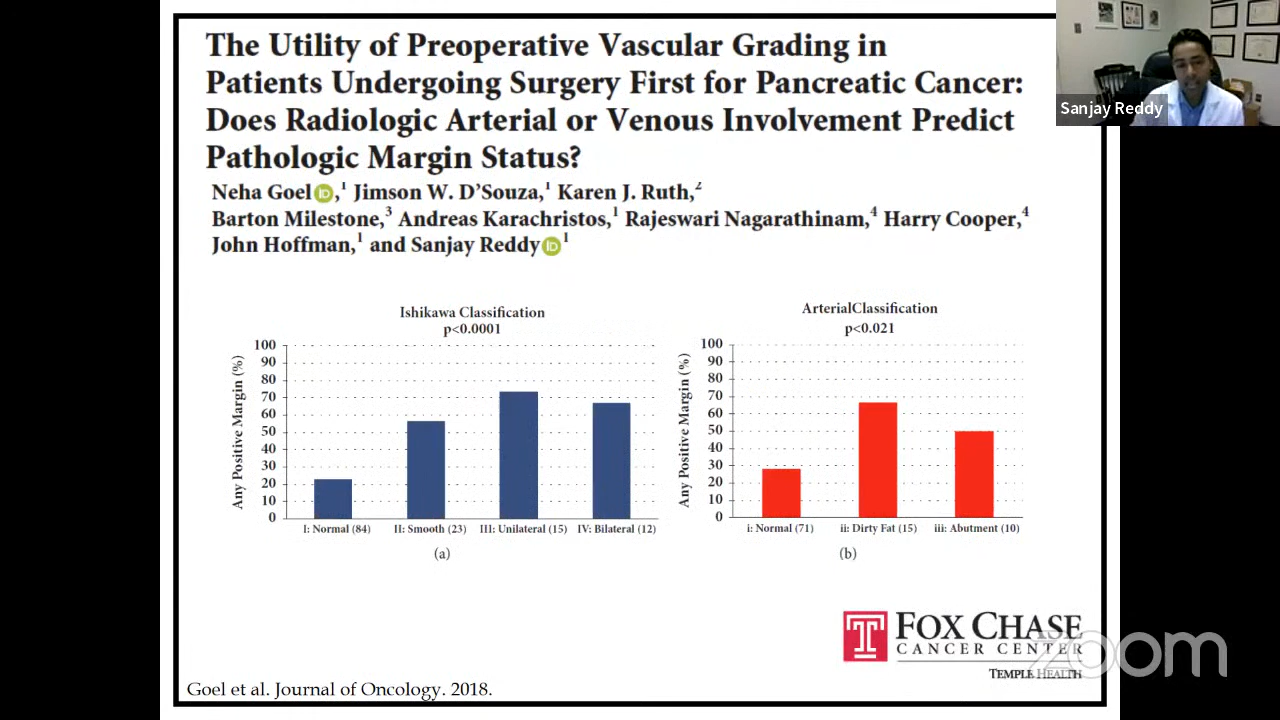 The Utility of Preoperative Vascular Grading in
Patients Undergoing Surgery First for Pancreatic Cancer:
Does Radiologic Arterial or Venous Involvement Predict
Pathologic Margin Status?
Neha Goel iD,1 Jimson W. D'Souza,1 Karen J. Ruth,2
Barton Milestone,3 Andreas Karachristos,1 Rajeswari Nagarathinam,4 Harry Cooper,4
John Hoffman,1 and Sanjay Reddy iD 1
Sanjay Reddy
Ishikawa Classification
p<0.0001
Any Positive Margin (%)
100
90
80
70
60
50
40
30
20
10
0
I: Normal (84) II: Smooth (23) III: Unilateral (15) IV: Bilateral (12)
(a)
ArterialClassification
p<0.021
Any Positive Margin (%)
100
90
80
70
60
50
40
30
20
10
0
i: Normal (71) ii: Dirty Fat (15) iii: Abutment (10)
(b)
FOX CHASE
CANCER CENTER
TEMPLE HEALTH
zoom
Goel et al. Journal of Oncology. 2018.